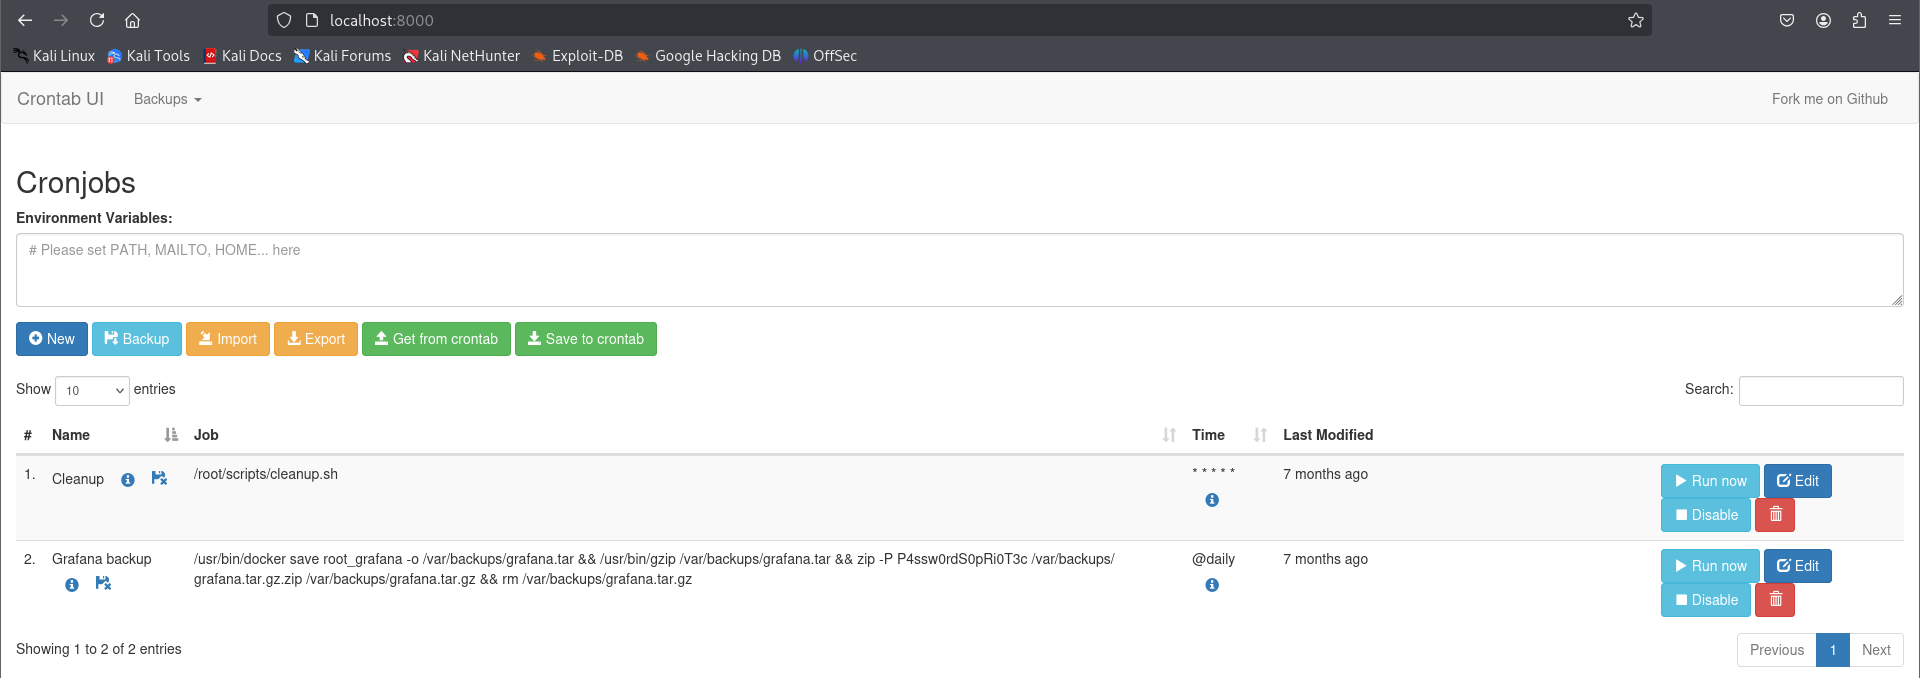 localhost:8000
Kali Linux Kali Tools Kali Docs Kali Forums Kali NetHunter Exploit-DB Google Hacking DB OffSec
Crontab UI Backups Fork me on Github
Cronjobs
Environment Variables:
# Please set PATH, MAILTO, HOME... here
New Backup Import Export Get from crontab Save to crontab
Show 10 entries Search:
# Name Job Time Last Modified
1. Cleanup /root/scripts/cleanup.sh * * * * * 7 months ago Run now Edit
Disable
2. Grafana backup /usr/bin/docker save root_grafana -o /var/backups/grafana.tar && /usr/bin/gzip /var/backups/grafana.tar && zip -P P4ssw0rdS0pRi0T3c /var/backups/ @daily 7 months ago Run now Edit
grafana.tar.gz.zip /var/backups/grafana.tar.gz && rm /var/backups/grafana.tar.gz Disable
Showing 1 to 2 of 2 entries Previous 1 Next